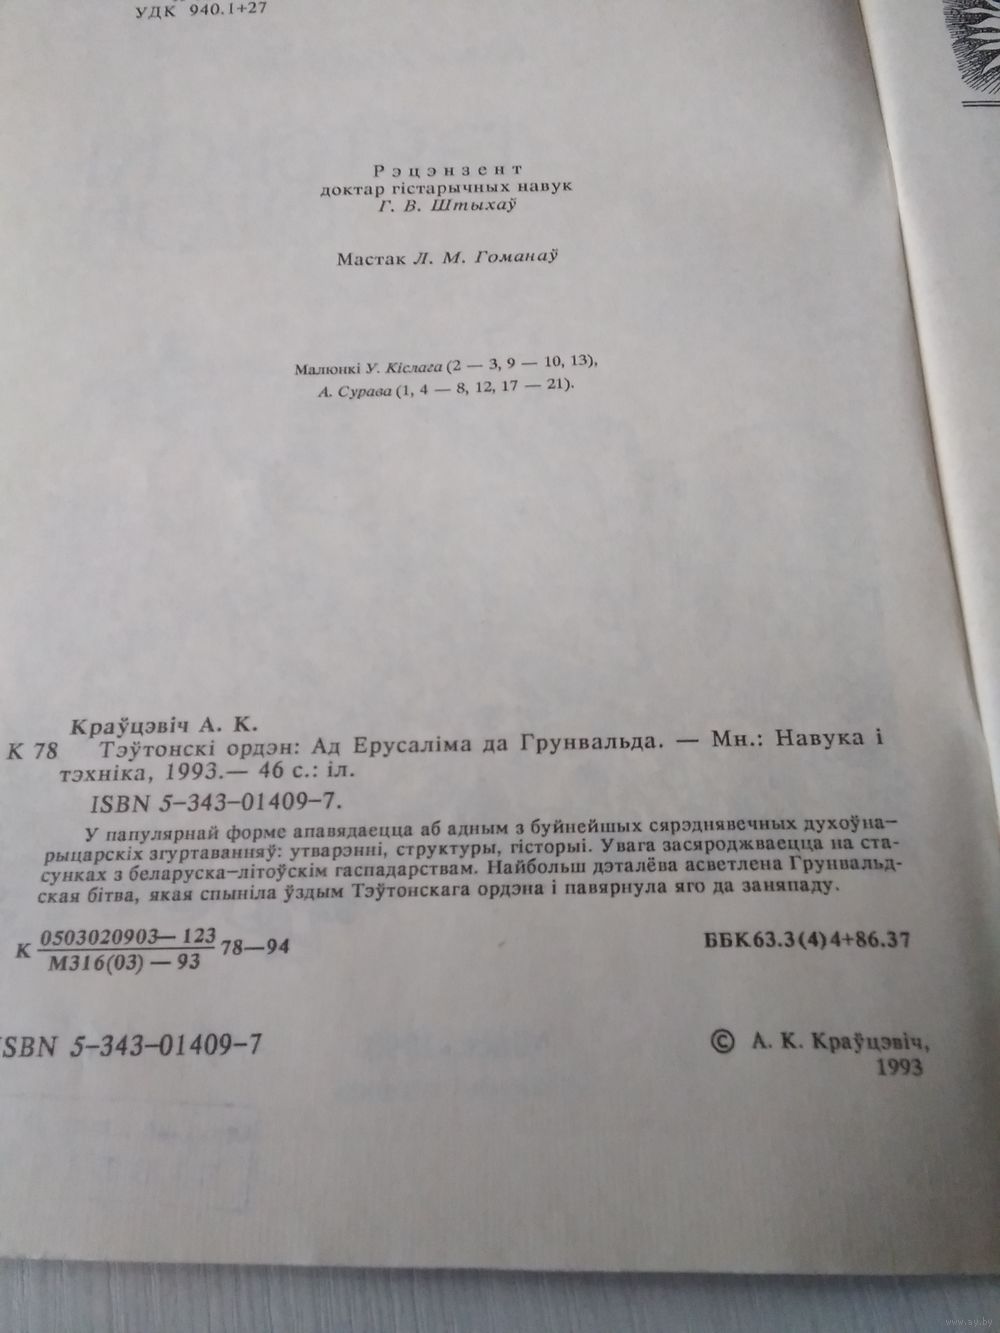 УДК 940.1+27
Рэцэнзент
доктар гістарычных навук
Г. В. Штыхаў
Мастак Л. М. Гоманаў
Малюнкі У. Кіслага (2 — 3, 9 — 10, 13),
А. Сурава (1, 4 — 8, 12, 17 — 21).
Краўцэвіч А. К.
К 78 Тэўтонскі ордэн: Ад Ерусаліма да Грунвальда. — Мн.: Навука і
тэхніка, 1993.— 46 с.: іл.
ISBN 5–343–01409–7.
У папулярнай форме апавядаецца аб адным з буйнейшых сярэднявечных духоўна–
рыцарскіх згуртаванняў: утварэнні, структуры, гісторыі. Увага засяроджваецца на ста-
сунках з беларуска–літоўскім гаспадарствам. Найбольш дэталёва асветлена Грунвальд-
ская бітва, якая спыніла ўздым Тэўтонскага ордэна і павярнула яго да заняпаду.
К 0503020903— 123 78—94
М316(03) — 93
ББК63.3(4)4+86.37
ISBN 5–343–01409–7
© А. К. Краўцэвіч,
1993
www.ay.by